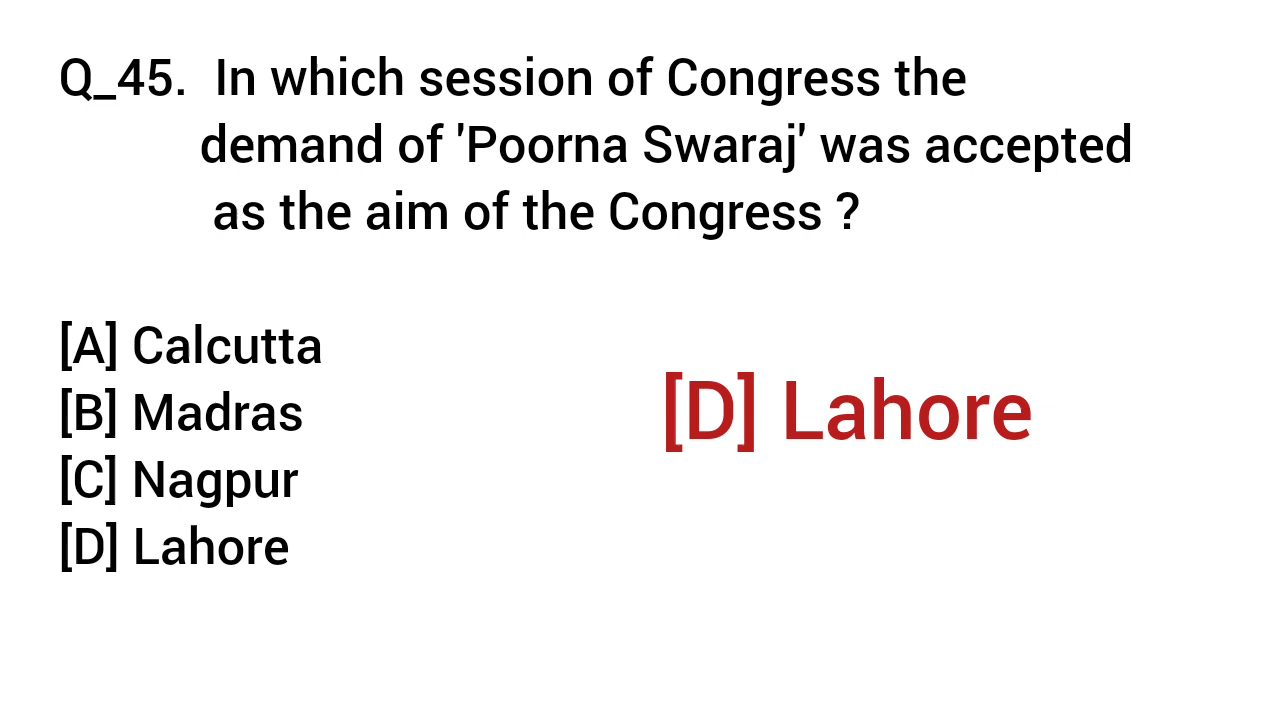 Q_45. In which session of Congress the
demand of 'Poorna Swaraj' was accepted
as the aim of the Congress ?
[A] Calcutta
[B] Madras
[C] Nagpur
[D] Lahore
[D] Lahore